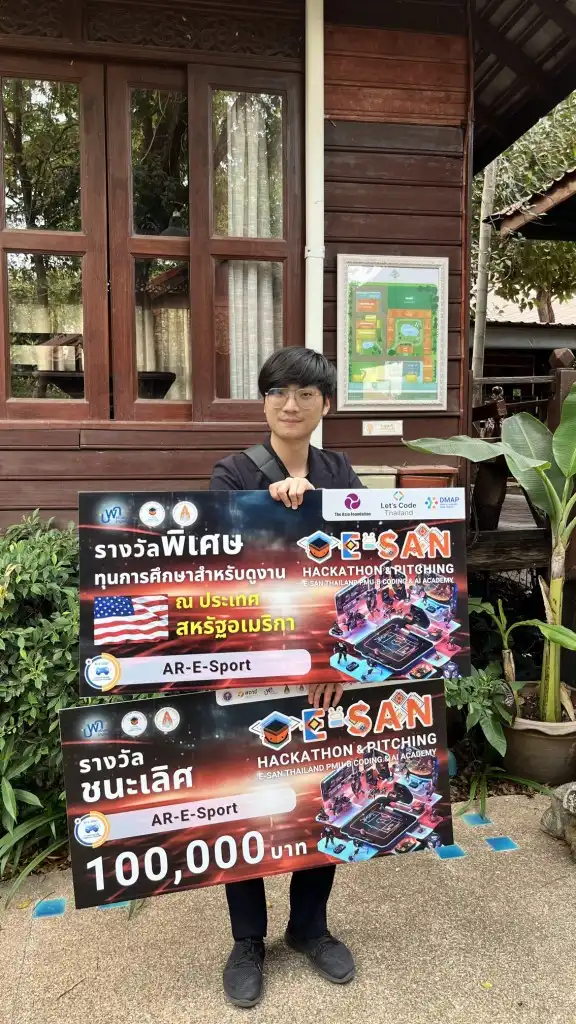 The Asia Foundation
Let's Code
Thailand
DMAP
รางวัลพิเศษ
ทุนการศึกษาสำหรับดูงาน
ณ ประเทศ
สหรัฐอเมริกา
AR-E-Sport
E-SAN
HACKATHON & PITCHING
E-SAN THAILAND PMU-B CODING & AI ACADEMY
รางวัล
ชนะเลิศ
AR-E-Sport
100,000 บาท
E-SAN
HACKATHON & PITCHING
E-SAN THAILAND PMU-B CODING & AI ACADEMY